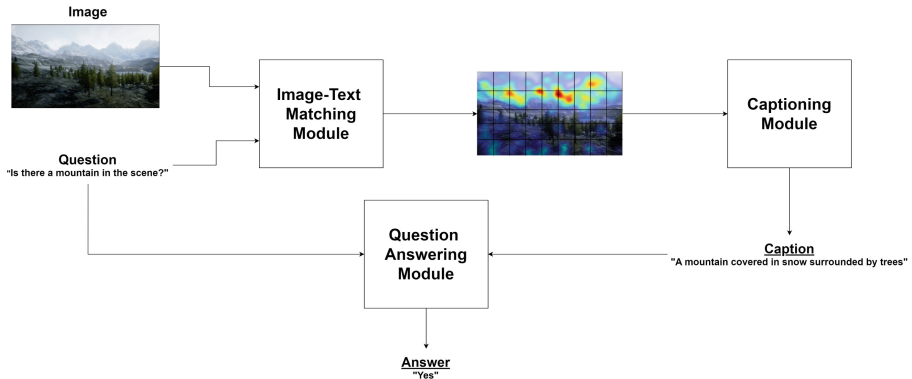 Image
Image-Text
Matching
Module
Captioning
Module
Question
"Is there a mountain in the scene?"
Question
Answering
Module
Caption
"A mountain covered in snow surrounded by trees"
Answer
"Yes"